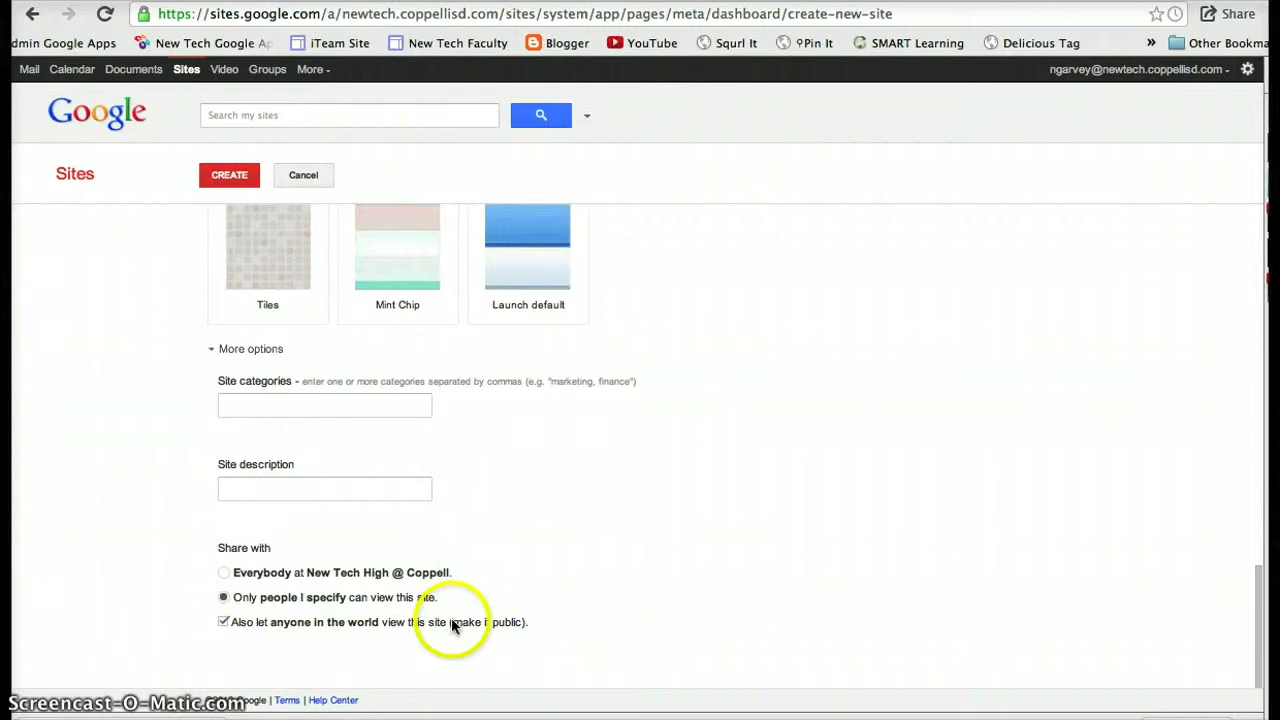 https://sites.google.com/a/newtech.coppellisd.com/sites/system/app/pages/meta/dashboard/create-new-site
Share
dmin Google Apps New Tech Google Ap iTeam Site New Tech Faculty Blogger YouTube Squrl It 📍Pin It SMART Learning Delicious Tag » Other Bookma
Mail Calendar Documents Sites Video Groups More
ngarvey@newtech.coppellisd.com
Google
Search my sites
Sites
CREATE
Cancel
Tiles Mint Chip Launch default
More options
Site categories - enter one or more categories separated by commas (e.g. "marketing, finance")
Site description
Share with
Everybody at New Tech High @ Coppell.
Only people I specify can view this site.
Also let anyone in the world view this site (make it public).
Google | Terms | Help Center
Screencast-O-Matic.com